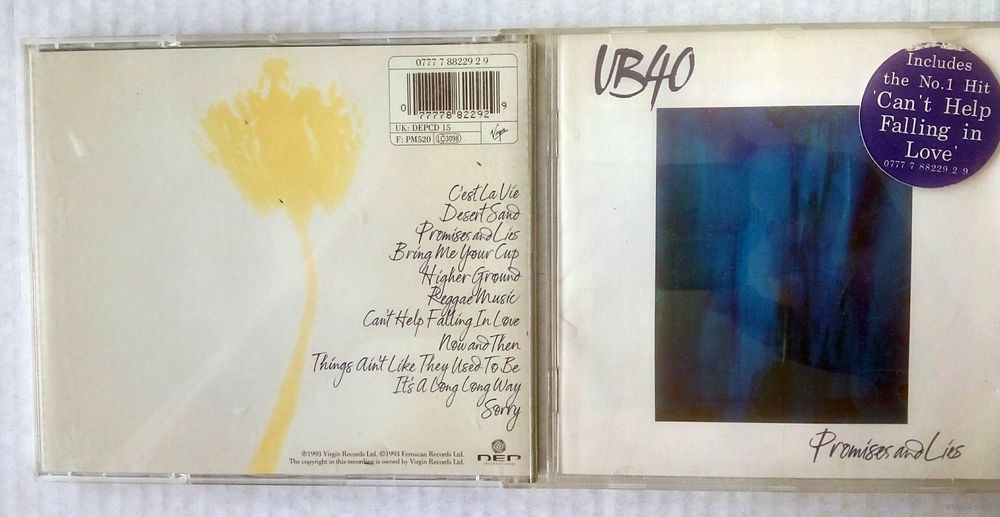 0777 7 88229 2 9
0 77778 82292 9
UK: DEPCD 15
F: PM520 LC 3098
Virgin
C'est La Vie
Desert Sand
Promises and Lies
Bring Me Your Cup
Higher Ground
Reggae Music
Can't Help Falling In Love
Now and Then
Things Ain't Like They Used To Be
It's A Long Long Way
Sorry
©1993 Virgin Records Ltd. ©1993 Fernscan Records Ltd.
The copyright in this recording is owned by Virgin Records Ltd.
DEP
INTERNATIONAL
UB40
Includes
the No.1 Hit
'Can't Help
Falling in
Love'
0777 7 88229 2 9
Promises and Lies